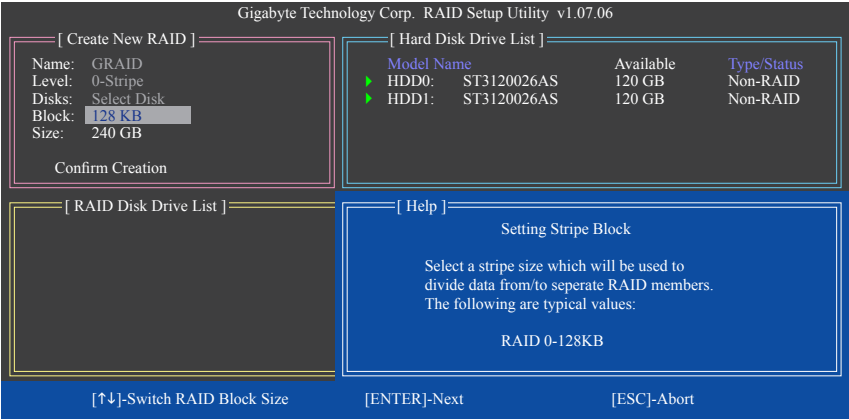 Gigabyte Technology Corp. RAID Setup Utility v1.07.06
[ Create New RAID ]
Name: GRAID
Level: 0-Stripe
Disks: Select Disk
Block: 128 KB
Size: 240 GB
Confirm Creation
[ Hard Disk Drive List ]
Model Name Available Type/Status
HDD0: ST3120026AS 120 GB Non-RAID
HDD1: ST3120026AS 120 GB Non-RAID
[ RAID Disk Drive List ]
[ Help ]
Setting Stripe Block
Select a stripe size which will be used to
divide data from/to seperate RAID members.
The following are typical values:
RAID 0-128KB
[↑↓]-Switch RAID Block Size [ENTER]-Next [ESC]-Abort